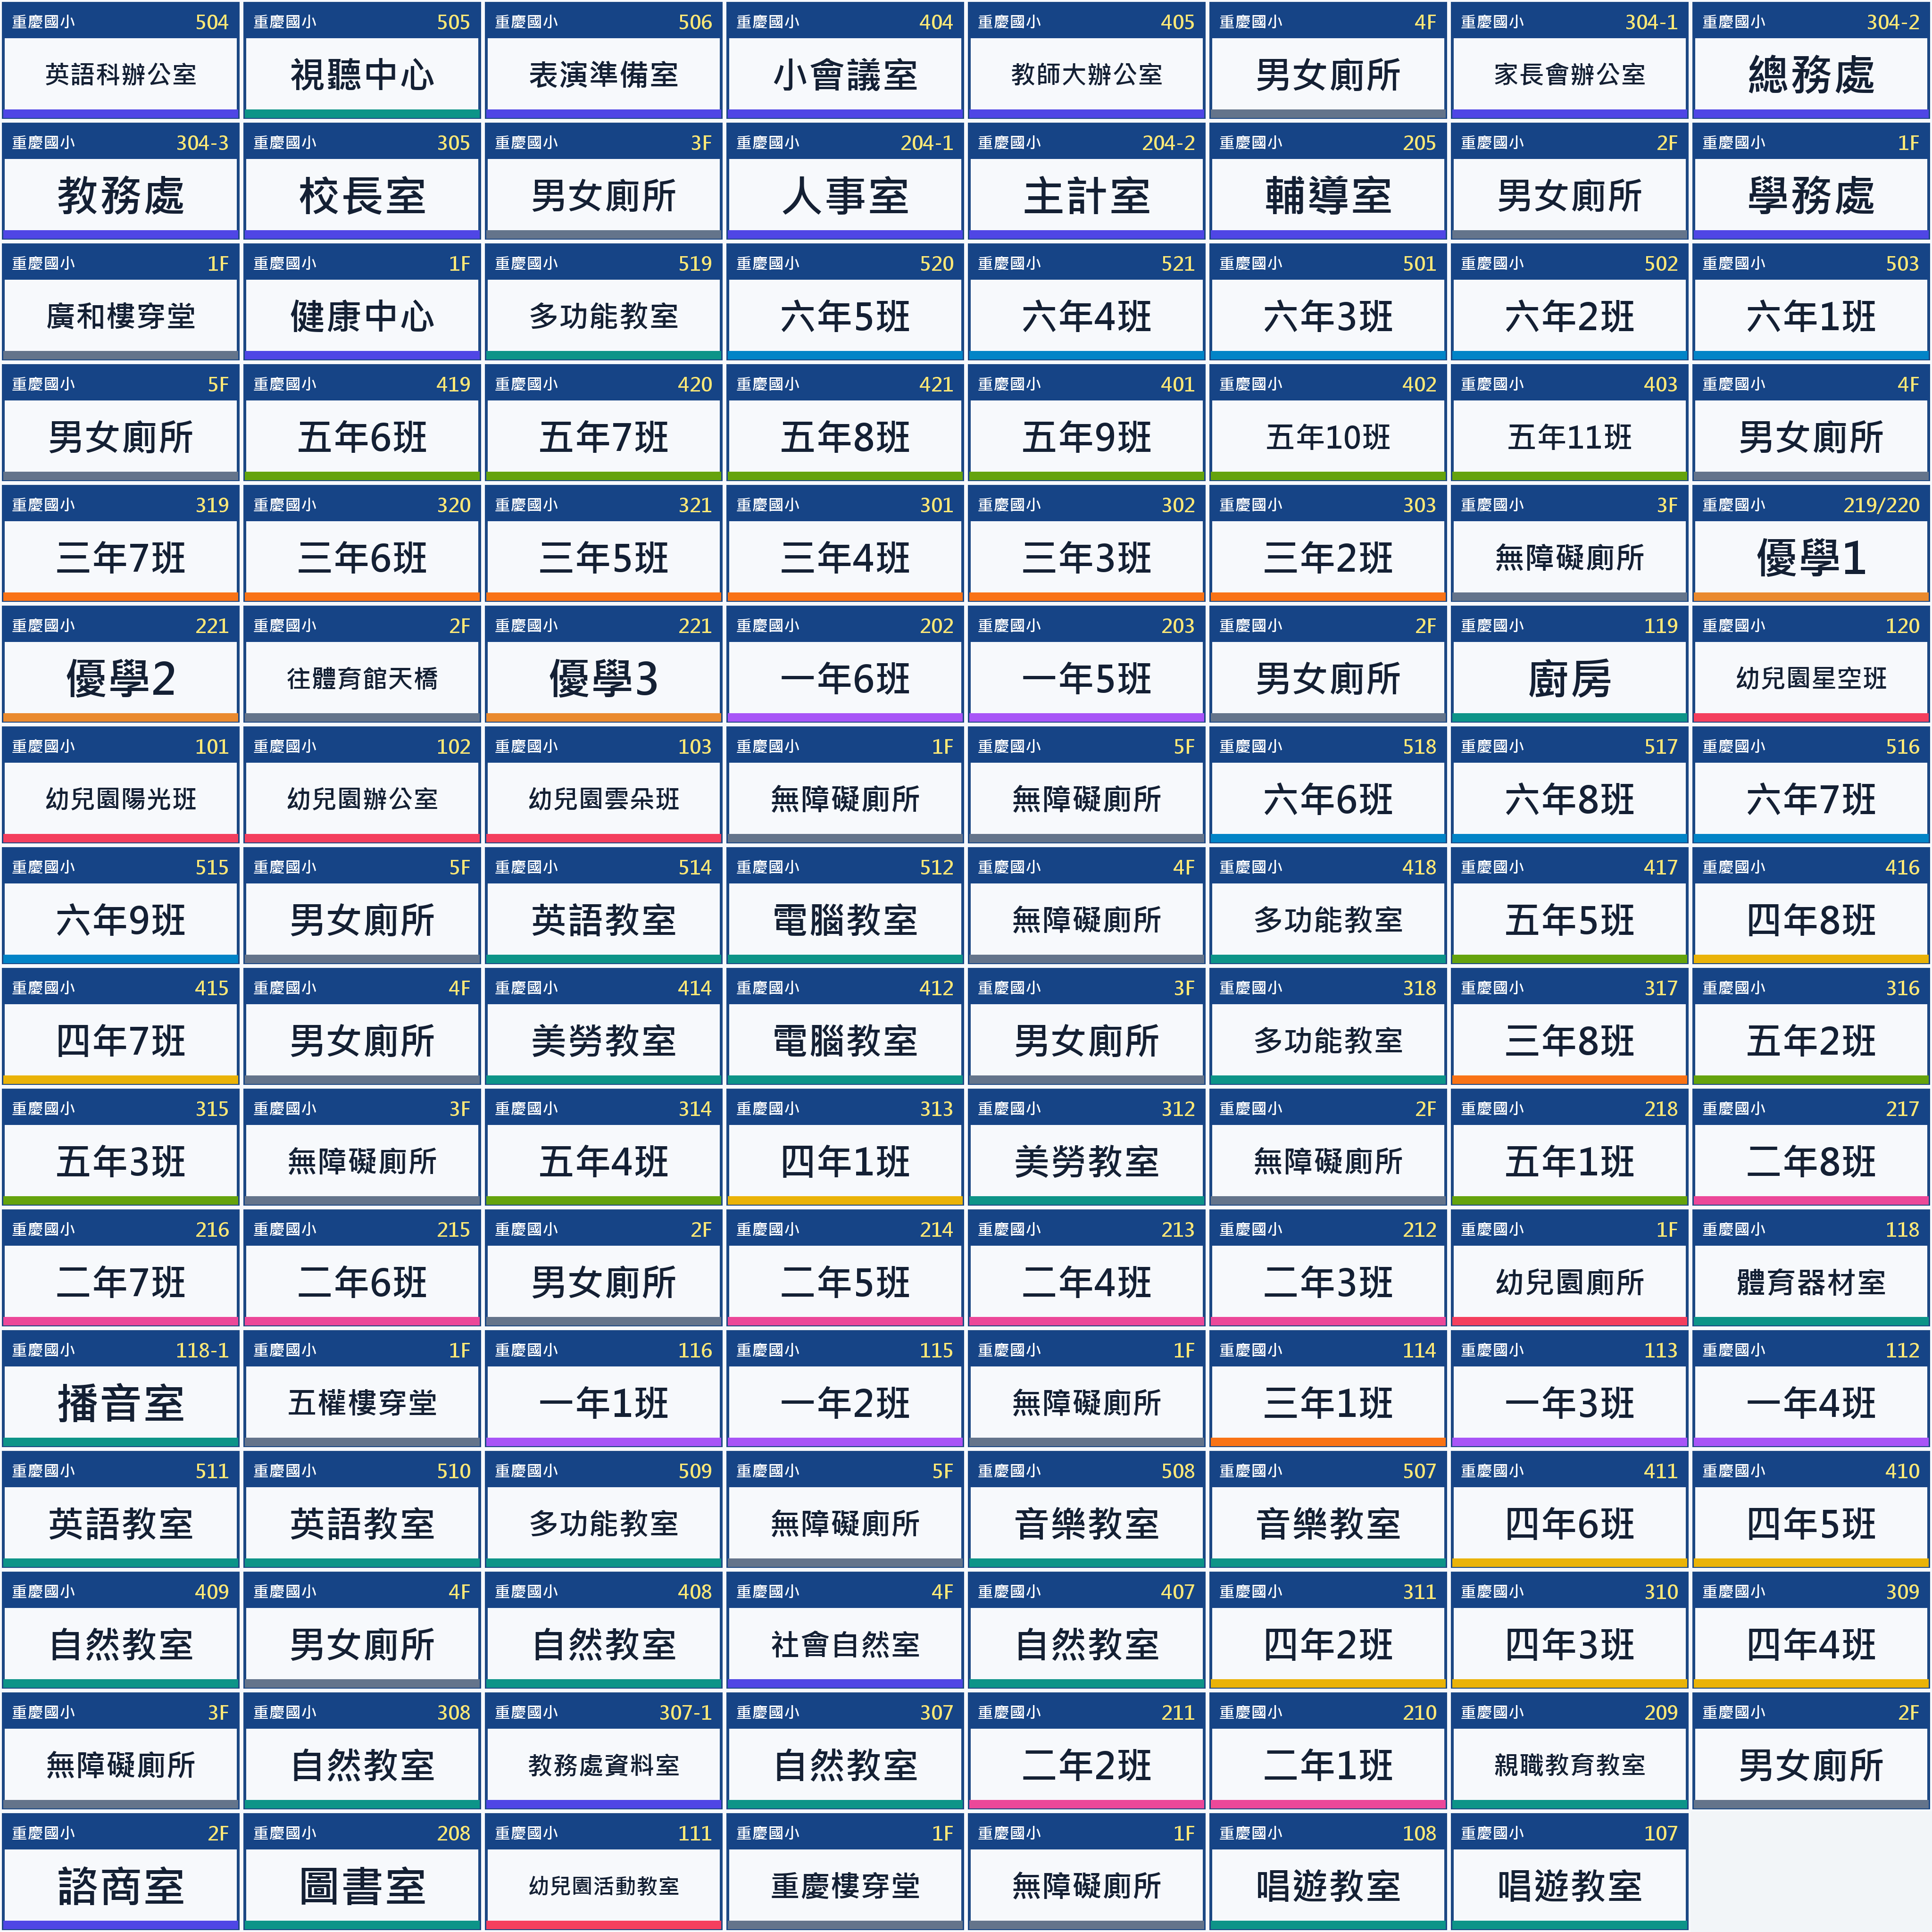 重慶國小 504
英語科辦公室
重慶國小 505
視聽中心
重慶國小 506
表演準備室
重慶國小 404
小會議室
重慶國小 405
教師大辦公室
重慶國小 4F
男女廁所
重慶國小 304-1
家長會辦公室
重慶國小 304-2
總務處
重慶國小 304-3
教務處
重慶國小 305
校長室
重慶國小 3F
男女廁所
重慶國小 204-1
人事室
重慶國小 204-2
主計室
重慶國小 205
輔導室
重慶國小 2F
男女廁所
重慶國小 1F
學務處
重慶國小 1F
廣和樓穿堂
重慶國小 1F
健康中心
重慶國小 519
多功能教室
重慶國小 520
六年5班
重慶國小 521
六年4班
重慶國小 501
六年3班
重慶國小 502
六年2班
重慶國小 503
六年1班
重慶國小 5F
男女廁所
重慶國小 419
五年6班
重慶國小 420
五年7班
重慶國小 421
五年8班
重慶國小 401
五年9班
重慶國小 402
五年10班
重慶國小 403
五年11班
重慶國小 4F
男女廁所
重慶國小 319
三年7班
重慶國小 320
三年6班
重慶國小 321
三年5班
重慶國小 301
三年4班
重慶國小 302
三年3班
重慶國小 303
三年2班
重慶國小 3F
無障礙廁所
重慶國小 219/220
優學1
重慶國小 221
優學2
重慶國小 2F
往體育館天橋
重慶國小 221
優學3
重慶國小 202
一年6班
重慶國小 203
一年5班
重慶國小 2F
男女廁所
重慶國小 119
廚房
重慶國小 120
幼兒園星空班
重慶國小 101
幼兒園陽光班
重慶國小 102
幼兒園辦公室
重慶國小 103
幼兒園雲朵班
重慶國小 1F
無障礙廁所
重慶國小 5F
無障礙廁所
重慶國小 518
六年6班
重慶國小 517
六年8班
重慶國小 516
六年7班
重慶國小 515
六年9班
重慶國小 5F
男女廁所
重慶國小 514
英語教室
重慶國小 512
電腦教室
重慶國小 4F
無障礙廁所
重慶國小 418
多功能教室
重慶國小 417
五年5班
重慶國小 416
四年8班
重慶國小 415
四年7班
重慶國小 4F
男女廁所
重慶國小 414
美勞教室
重慶國小 412
電腦教室
重慶國小 3F
男女廁所
重慶國小 318
多功能教室
重慶國小 317
三年8班
重慶國小 316
五年2班
重慶國小 315
五年3班
重慶國小 3F
無障礙廁所
重慶國小 314
五年4班
重慶國小 313
四年1班
重慶國小 312
美勞教室
重慶國小 2F
無障礙廁所
重慶國小 218
五年1班
重慶國小 217
二年8班
重慶國小 216
二年7班
重慶國小 215
二年6班
重慶國小 2F
男女廁所
重慶國小 214
二年5班
重慶國小 213
二年4班
重慶國小 212
二年3班
重慶國小 1F
幼兒園廁所
重慶國小 118
體育器材室
重慶國小 118-1
播音室
重慶國小 1F
五權樓穿堂
重慶國小 116
一年1班
重慶國小 115
一年2班
重慶國小 1F
無障礙廁所
重慶國小 114
三年1班
重慶國小 113
一年3班
重慶國小 112
一年4班
重慶國小 511
英語教室
重慶國小 510
英語教室
重慶國小 509
多功能教室
重慶國小 5F
無障礙廁所
重慶國小 508
音樂教室
重慶國小 507
音樂教室
重慶國小 411
四年6班
重慶國小 410
四年5班
重慶國小 409
自然教室
重慶國小 4F
男女廁所
重慶國小 408
自然教室
重慶國小 4F
社會自然室
重慶國小 407
自然教室
重慶國小 311
四年2班
重慶國小 310
四年3班
重慶國小 309
四年4班
重慶國小 3F
無障礙廁所
重慶國小 308
自然教室
重慶國小 307-1
教務處資料室
重慶國小 307
自然教室
重慶國小 211
二年2班
重慶國小 210
二年1班
重慶國小 209
親職教育教室
重慶國小 2F
男女廁所
重慶國小 2F
諮商室
重慶國小 208
圖書室
重慶國小 111
幼兒園活動教室
重慶國小 1F
重慶樓穿堂
重慶國小 1F
無障礙廁所
重慶國小 108
唱遊教室
重慶國小 107
唱遊教室